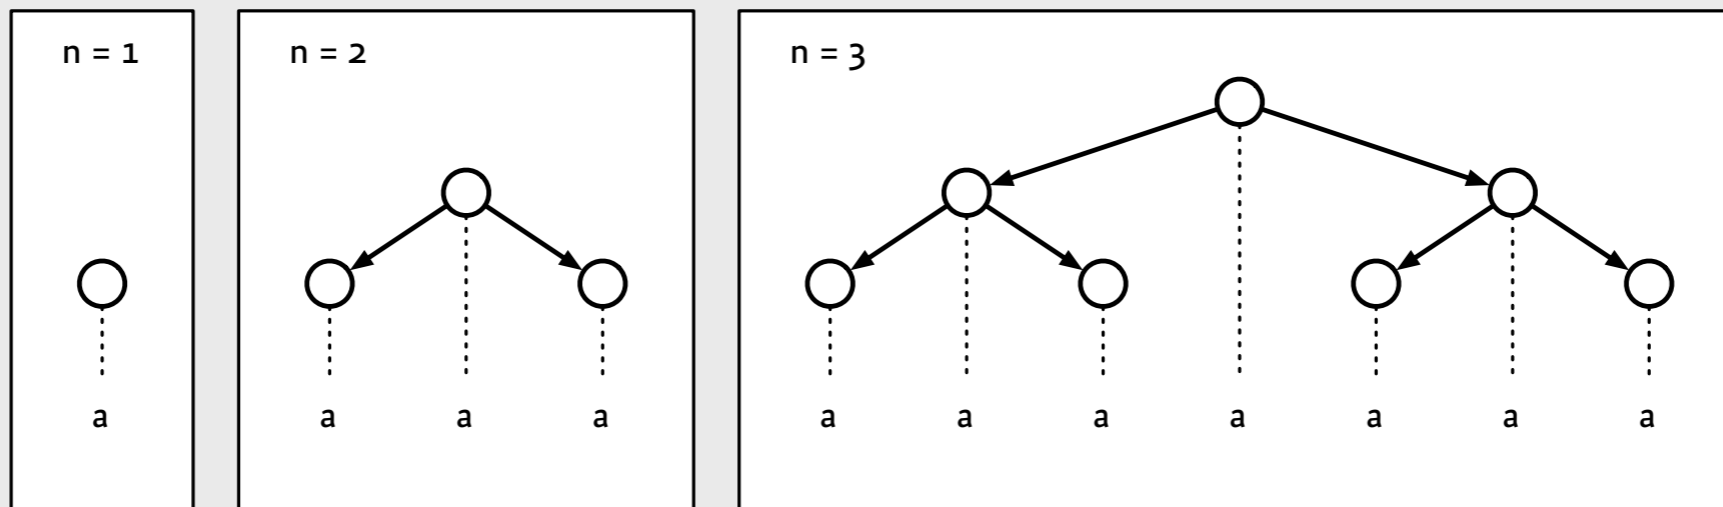 n = 1
n = 2
n = 3
a
a a a
a a a a a a a